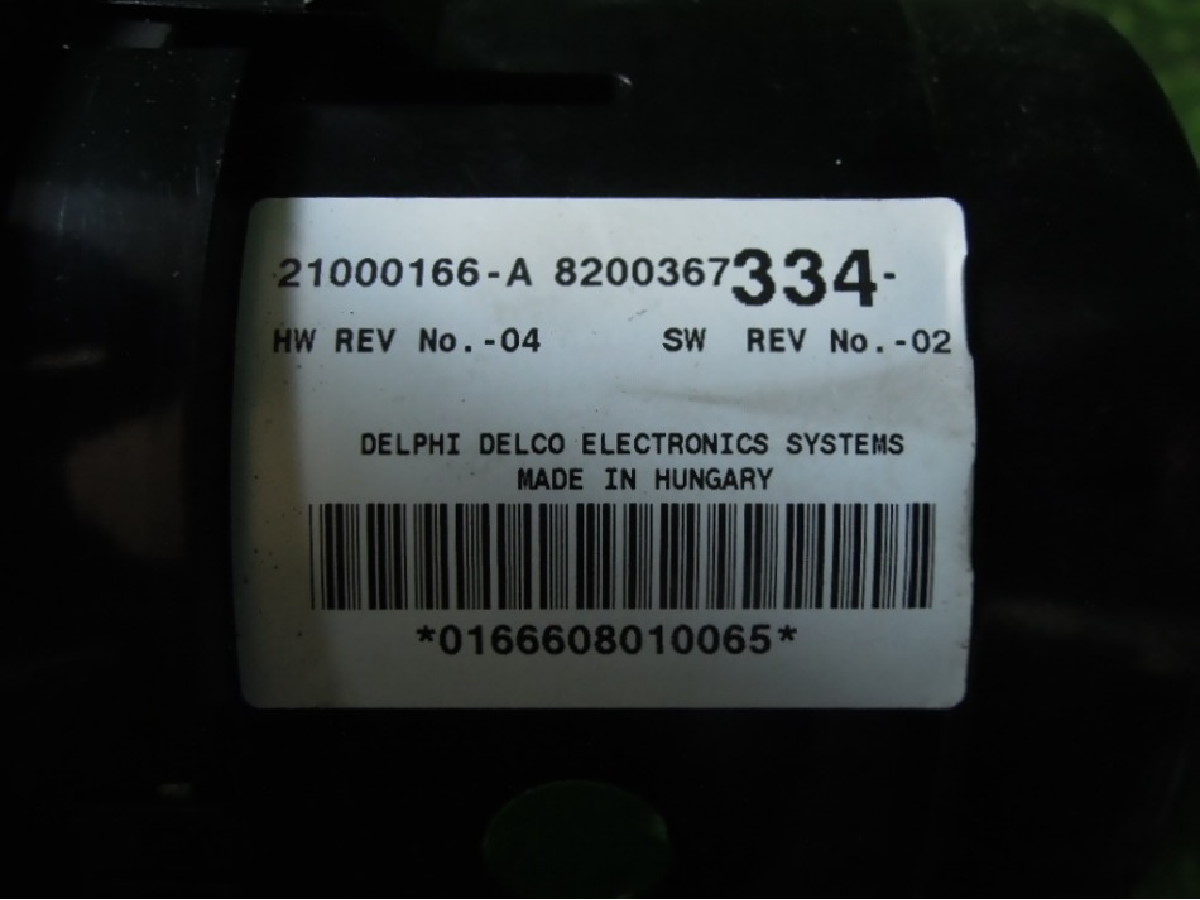 21000166-A 8200367334-
HW REV No.-04 SW REV No.-02
DELPHI DELCO ELECTRONICS SYSTEMS
MADE IN HUNGARY
*0166608010065*